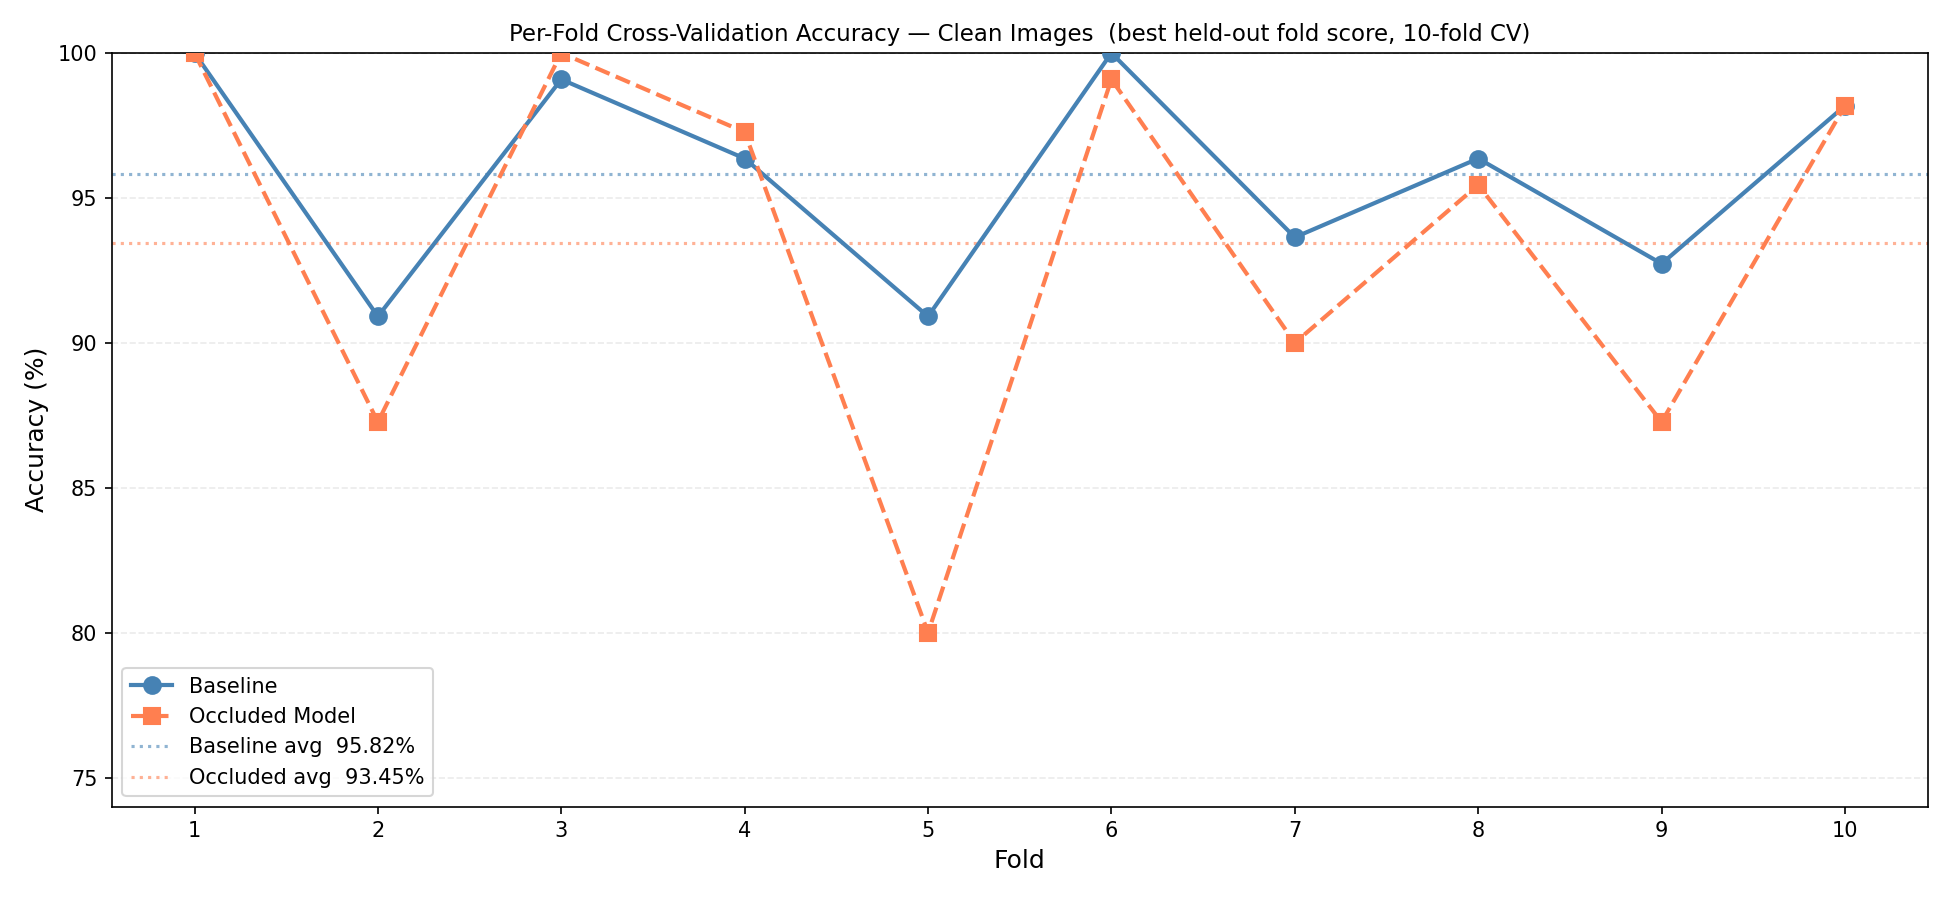 Per-Fold Cross-Validation Accuracy — Clean Images  (best held-out fold score, 10-fold CV)
Accuracy (%)
100
95
90
85
80
75
Baseline
Occluded Model
Baseline avg  95.82%
Occluded avg  93.45%
1 2 3 4 5 6 7 8 9 10
Fold